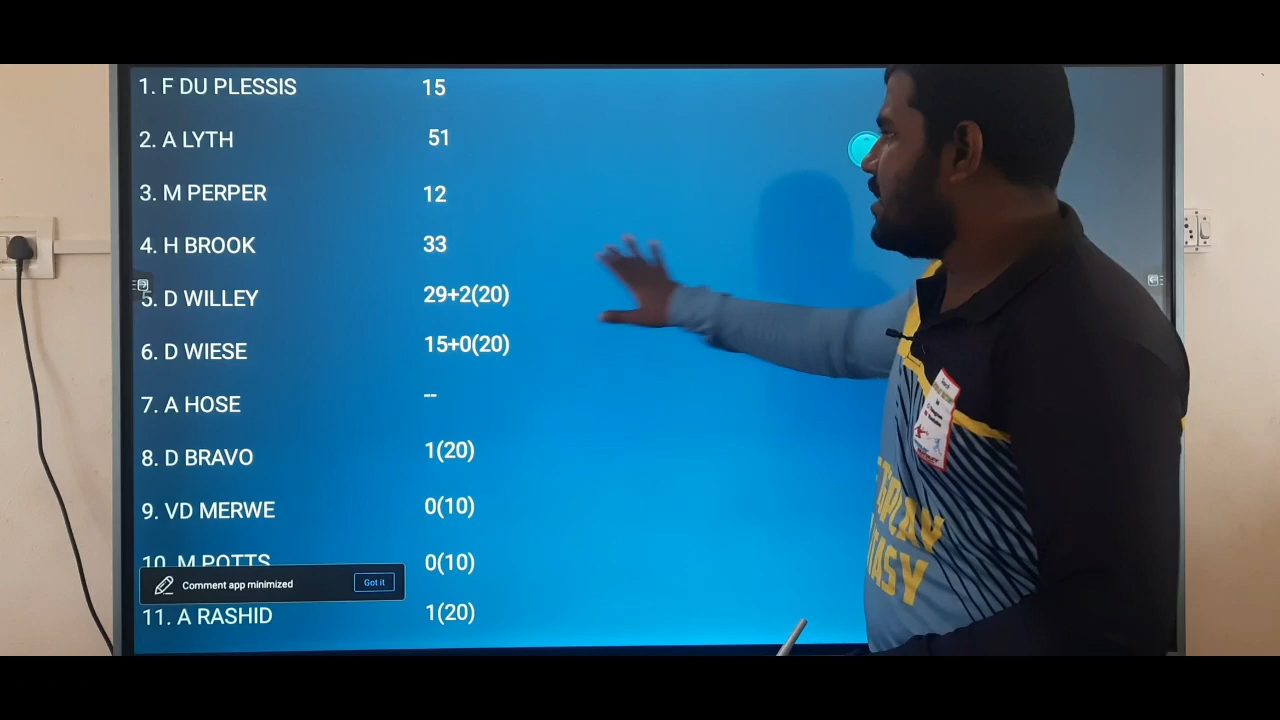 1. F DU PLESSIS 15
2. A LYTH 51
3. M PERPER 12
4. H BROOK 33
5. D WILLEY 29+2(20)
6. D WIESE 15+0(20)
7. A HOSE --
8. D BRAVO 1(20)
9. VD MERWE 0(10)
10. M POTTS 0(10)
Comment app minimized Got it
11. A RASHID 1(20)